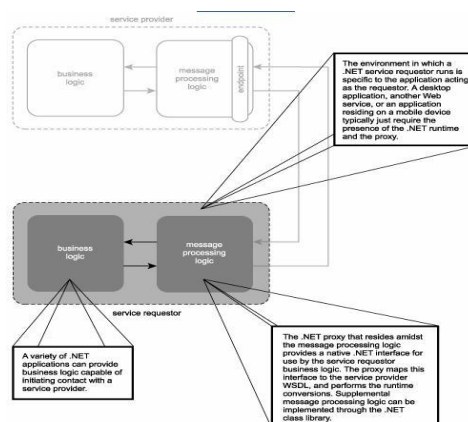 service provider
business
logic
message
processing
logic
endpoint
The environment in which a
.NET service requestor runs is
specific to the application acting
as the requestor. A desktop
application, another Web
service, or an application
residing on a mobile device
typically just require the
presence of the .NET runtime
and the proxy.
business
logic
message
processing
logic
service requestor
A variety of .NET
applications can provide
business logic capable of
initiating contact with a
service provider.
The .NET proxy that resides amidst
the message processing logic
provides a native .NET interface for
use by the service requestor
business logic. The proxy maps this
interface to the service provider
WSDL, and performs the runtime
conversions. Supplemental
message processing logic can be
implemented through the .NET
class library.